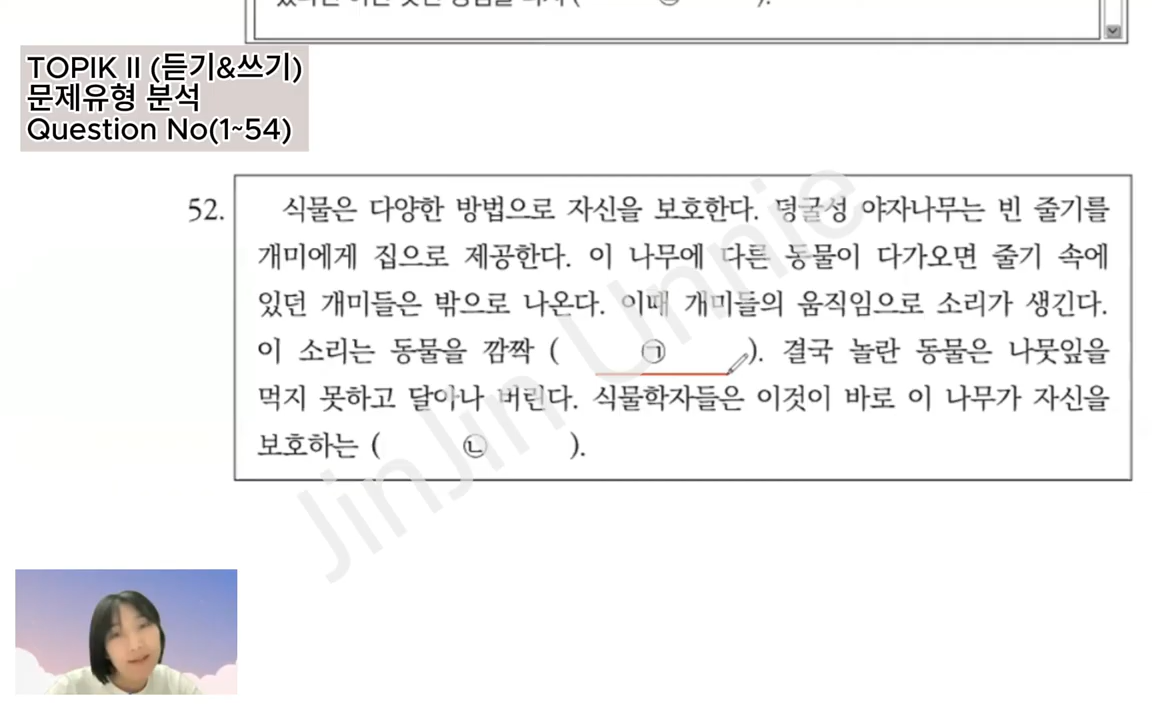 TOPIK II (듣기&쓰기)
문제유형 분석
Question No(1~54)
52. 식물은 다양한 방법으로 자신을 보호한다. 덩굴성 야자나무는 빈 줄기를
개미에게 집으로 제공한다. 이 나무에 다른 동물이 다가오면 줄기 속에
있던 개미들은 밖으로 나온다. 이때 개미들의 움직임으로 소리가 생긴다.
이 소리는 동물을 깜짝 ( ㉠ ). 결국 놀란 동물은 나뭇잎을
먹지 못하고 달아나 버린다. 식물학자들은 이것이 바로 이 나무가 자신을
보호하는 ( ㉡ ).
JinJin Unnie